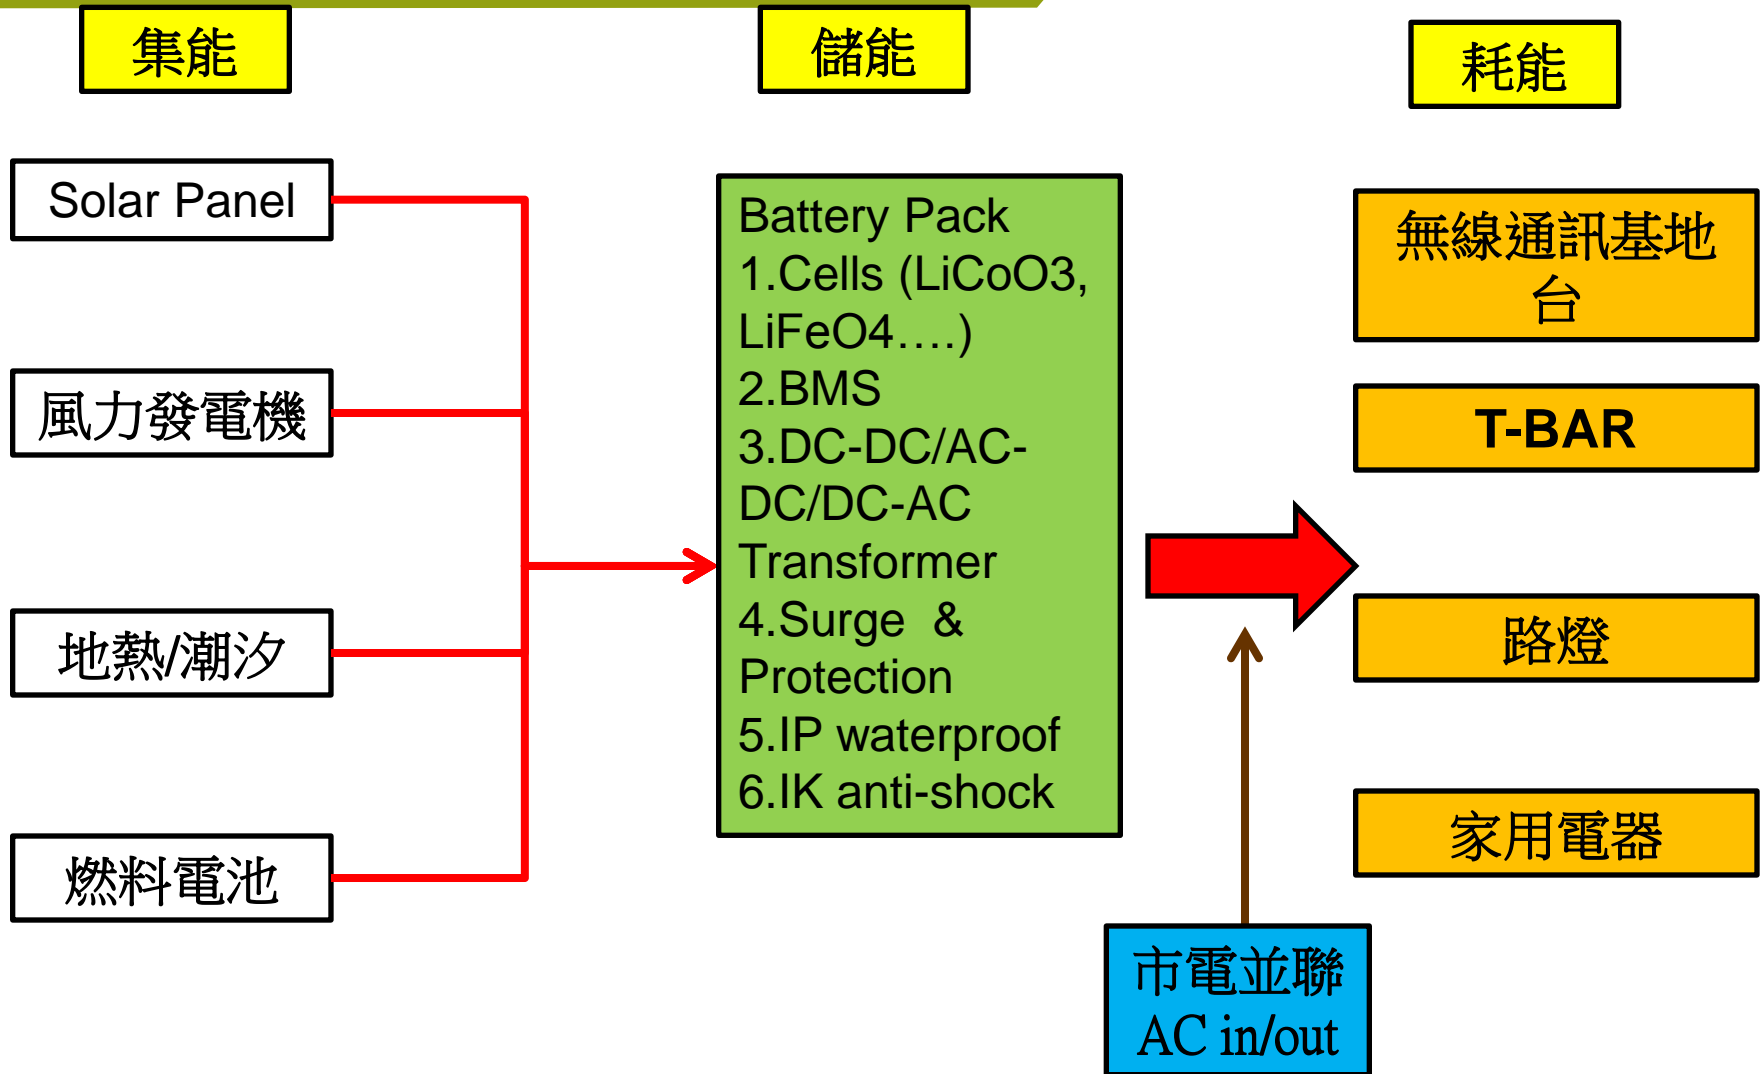 集能
儲能
耗能
Solar Panel
風力發電機
地熱/潮汐
燃料電池
Battery Pack
1.Cells (LiCoO3,
LiFeO4....)
2.BMS
3.DC-DC/AC-
DC/DC-AC
Transformer
4.Surge &
Protection
5.IP waterproof
6.IK anti-shock
無線通訊基地
台
T-BAR
路燈
家用電器
市電並聯
AC in/out